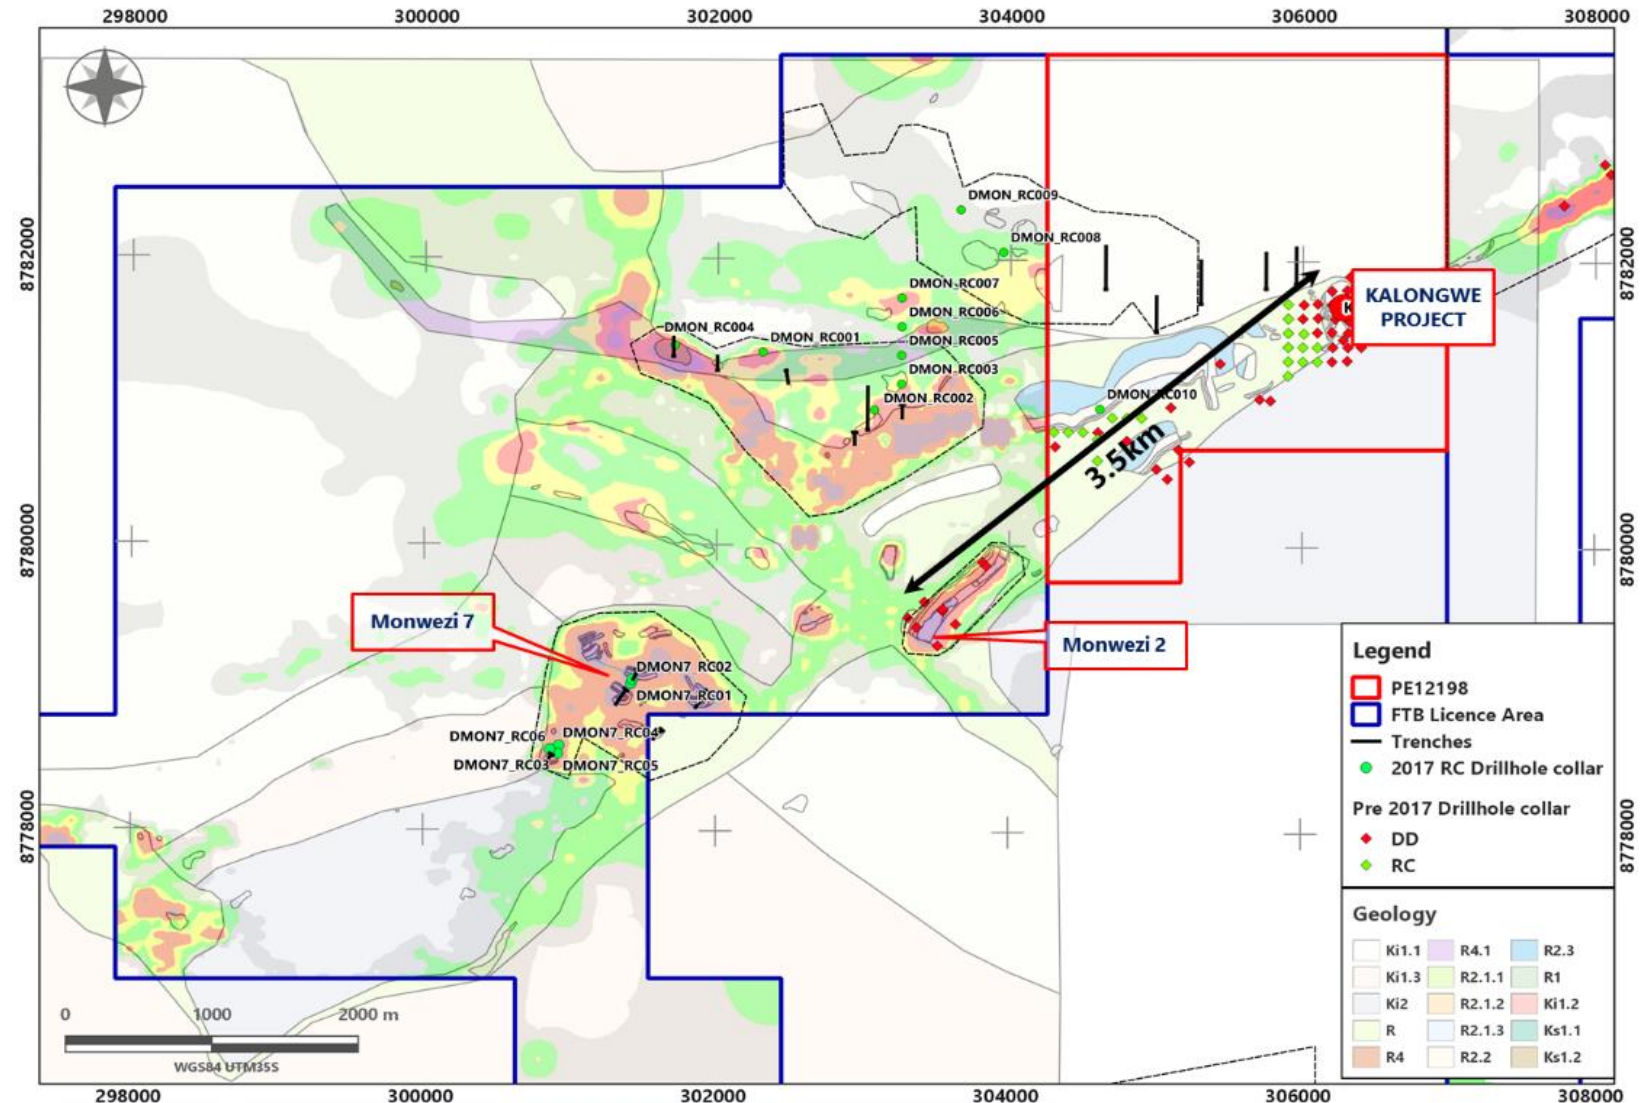 298000 300000 302000 304000 306000 308000
8782000
8782000
DMON_RC009
DMON_RC008
DMON_RC007
DMON_RC006
DMON_RC004
DMON_RC001
DMON_RC005
DMON_RC003
DMON_RC002
DMON_RC010
K
KALONGWE
PROJECT
3.5km
8780000
8780000
Monwezi 7
Monwezi 2
DMON7_RC02
DMON7_RC01
DMON7_RC06
DMON7_RC04
DMON7_RC03
DMON7_RC05
8778000
8778000
Legend
PE12198
FTB Licence Area
Trenches
2017 RC Drillhole collar
Pre 2017 Drillhole collar
DD
RC
Geology
Ki1.1 R4.1 R2.3
Ki1.3 R2.1.1 R1
Ki2 R2.1.2 Ki1.2
R R2.1.3 Ks1.1
R4 R2.2 Ks1.2
0 1000 2000 m
WGS84 UTM35S
298000 300000 302000 304000 306000 308000